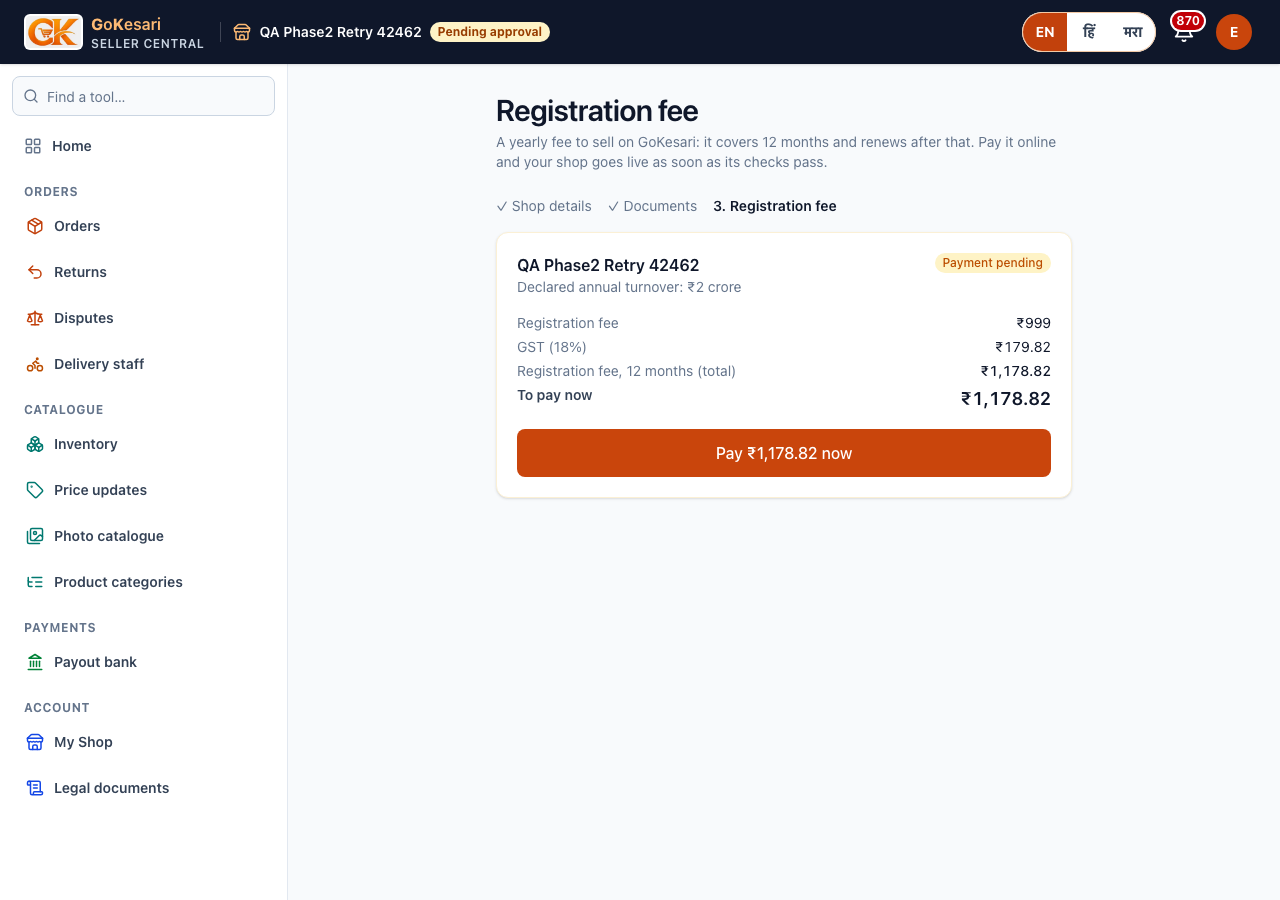 GK
GoKesari
SELLER CENTRAL
QA Phase2 Retry 42462
Pending approval
EN
हिं
मरा
870
E
Find a tool...
Home
ORDERS
Orders
Returns
Disputes
Delivery staff
CATALOGUE
Inventory
Price updates
Photo catalogue
Product categories
PAYMENTS
Payout bank
ACCOUNT
My Shop
Legal documents
Registration fee
A yearly fee to sell on GoKesari: it covers 12 months and renews after that. Pay it online
and your shop goes live as soon as its checks pass.
Shop details
Documents
3. Registration fee
QA Phase2 Retry 42462
Payment pending
Declared annual turnover: ₹2 crore
Registration fee ₹999
GST (18%) ₹179.82
Registration fee, 12 months (total) ₹1,178.82
To pay now ₹1,178.82
Pay ₹1,178.82 now